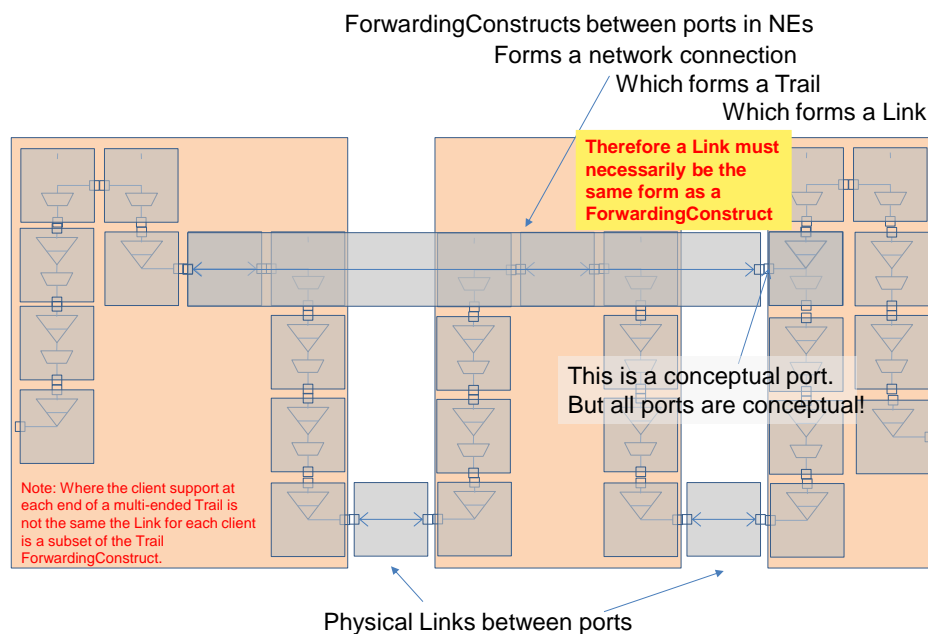 ForwardingConstructs between ports in NEs
Forms a network connection
Which forms a Trail
Which forms a Link
Therefore a Link must
necessarily be the
same form as a
ForwardingConstruct
This is a conceptual port.
But all ports are conceptual!
Note: Where the client support at
each end of a multi-ended Trail is
not the same the Link for each client
is a subset of the Trail
ForwardingConstruct.
Physical Links between ports